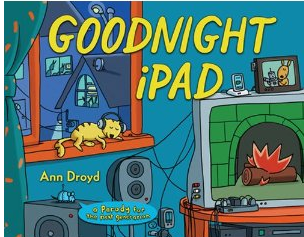 GOODNIGHT
iPAD
Ann Droyd
a Parody for
the next generation